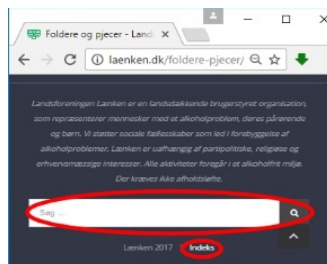 Foldere og pjecer - Land
laenken.dk/foldere-pjecer/
Landsforeningen Lænken er en landsdækkende brugerstyret organisation,
som repræsenterer mennesker med et alkoholproblem, deres pårørende
og børn. Vi støtter sociale fællesskaber som led i forebyggelse af
alkoholproblemer. Lænken er uafhængig af partipolitiske, religiøse og
erhvervsmæssige interesser. Alle aktiviteter foregår i et alkoholfrit miljø.
Der kræves ikke afholdsløfte.
Søg ...
Lænken 2017 | Indeks